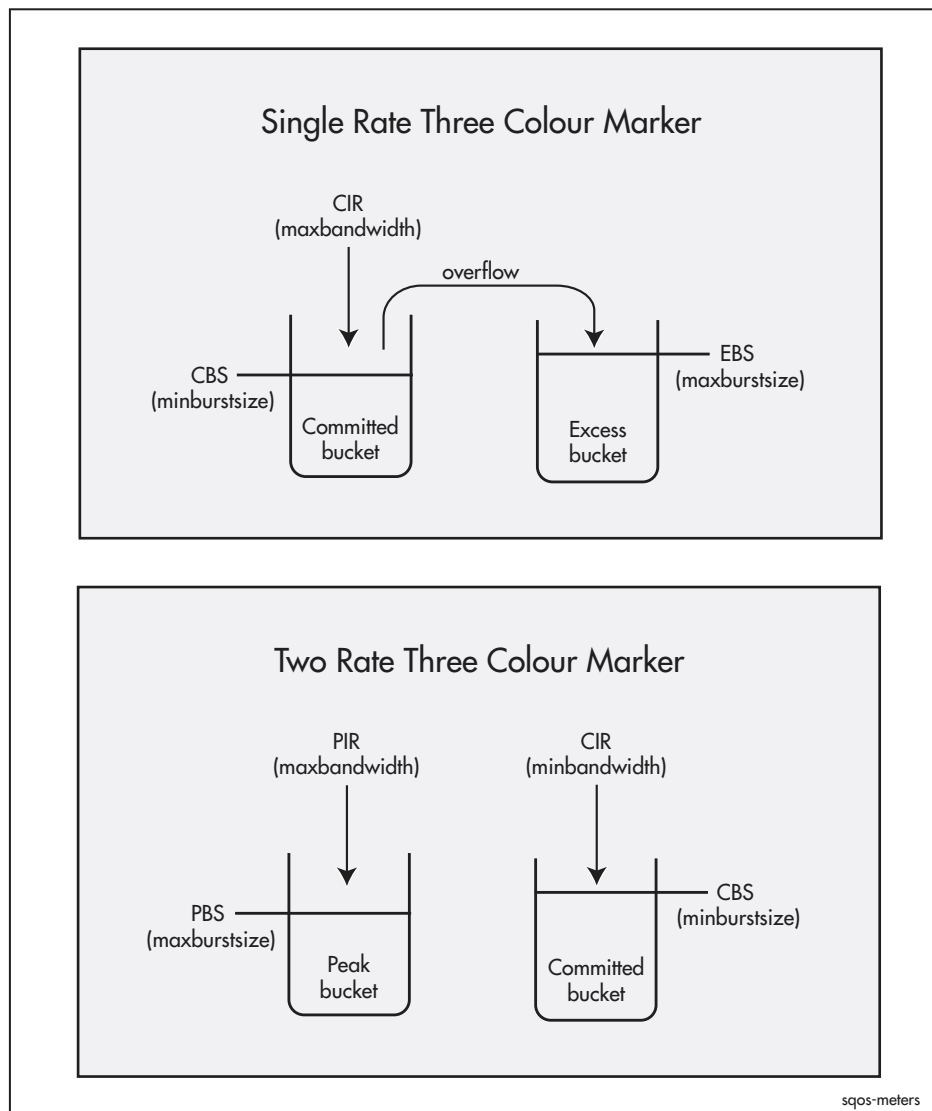 Single Rate Three Colour Marker
CIR
(maxbandwidth)
overflow
CBS
(minburstsize)
EBS
(maxburstsize)
Committed
bucket
Excess
bucket
Two Rate Three Colour Marker
PIR
(maxbandwidth)
CIR
(minbandwidth)
PBS
(maxburstsize)
CBS
(minburstsize)
Peak
bucket
Committed
bucket
sqos-meters